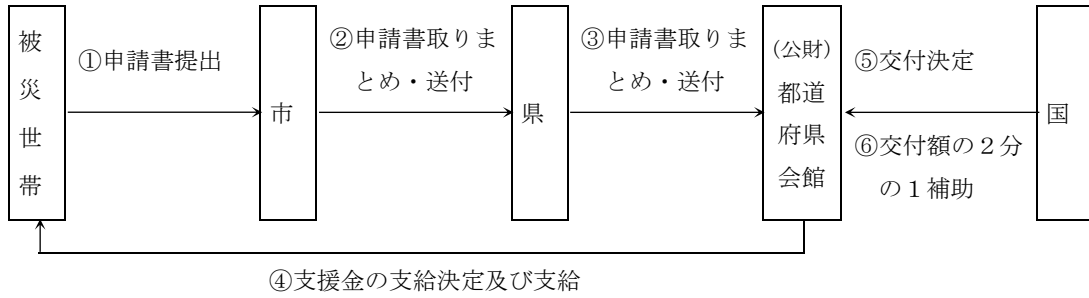 被災世帯
①申請書提出
市
②申請書取りま
とめ・送付
県
③申請書取りま
とめ・送付
(公財)
都道
府県
会館
⑤交付決定
⑥交付額の2分
の1補助
国
④支援金の支給決定及び支給